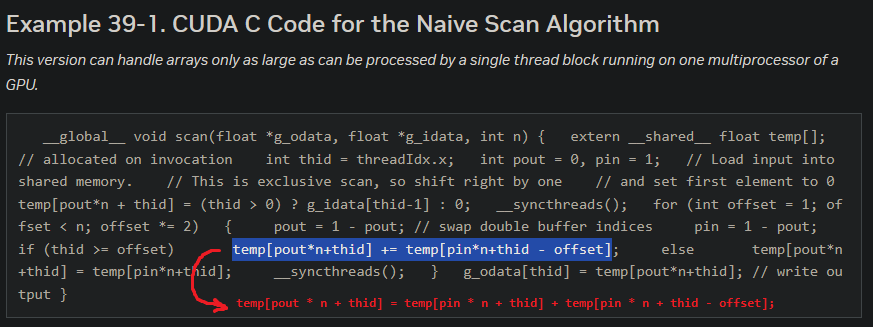 Example 39-1. CUDA C Code for the Naive Scan Algorithm
This version can handle arrays only as large as can be processed by a single thread block running on one multiprocessor of a
GPU.
__global__ void scan(float *g_odata, float *g_idata, int n) {   extern __shared__ float temp[];
// allocated on invocation    int thid = threadIdx.x;   int pout = 0, pin = 1;   // Load input into
shared memory.    // This is exclusive scan, so shift right by one    // and set first element to 0
temp[pout*n + thid] = (thid > 0) ? g_idata[thid-1] : 0;   __syncthreads();   for (int offset = 1; of
fset < n; offset *= 2)   {     pout = 1 - pout; // swap double buffer indices     pin = 1 - pout;
if (thid >= offset)       temp[pout*n+thid] += temp[pin*n+thid - offset];     else       temp[pout*n
+thid] = temp[pin*n+thid];     __syncthreads();   }   g_odata[thid] = temp[pout*n+thid]; // write ou
tput }
temp[pout * n + thid] = temp[pin * n + thid] + temp[pin * n + thid - offset];